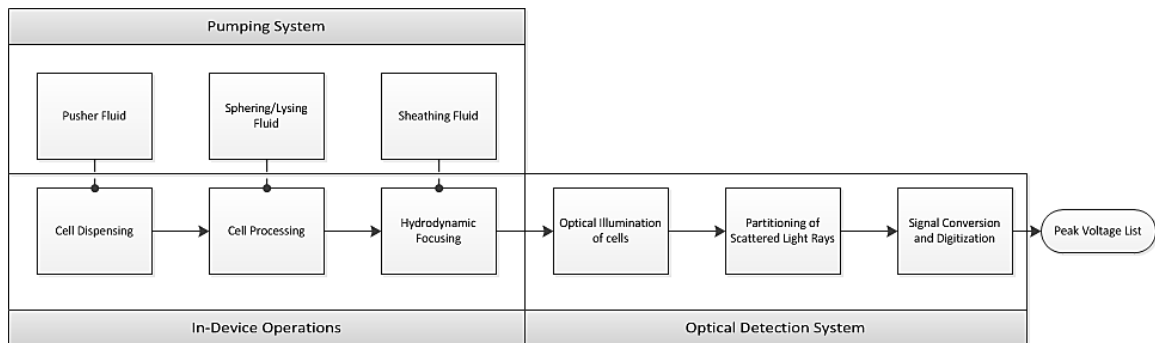 Pumping System
Pusher Fluid
Sphering/Lysing
Fluid
Sheathing Fluid
Cell Dispensing
Cell Processing
Hydrodynamic
Focusing
Optical Illumination
of cells
Partitioning of
Scattered Light Rays
Signal Conversion
and Digitization
Peak Voltage List
In-Device Operations
Optical Detection System